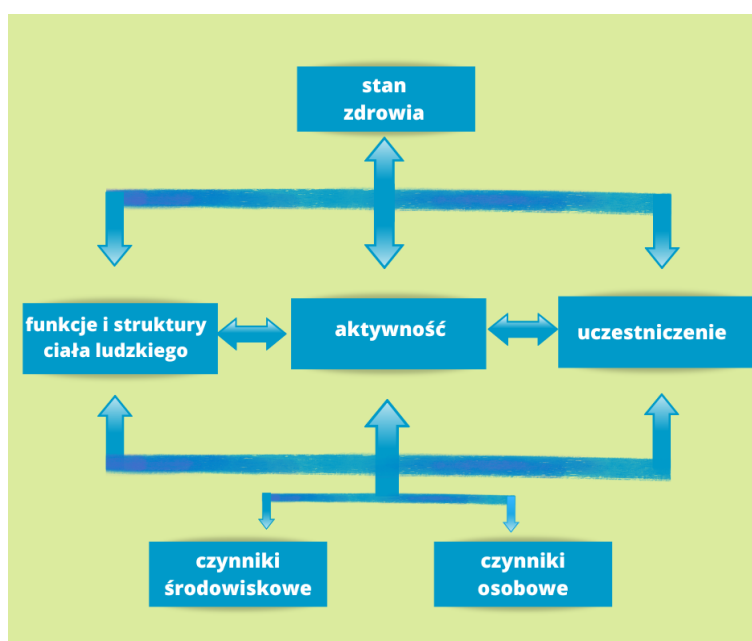 stan
zdrowia
funkcje i struktury
ciała ludzkiego
aktywność
uczestniczenie
czynniki
środowiskowe
czynniki
osobowe